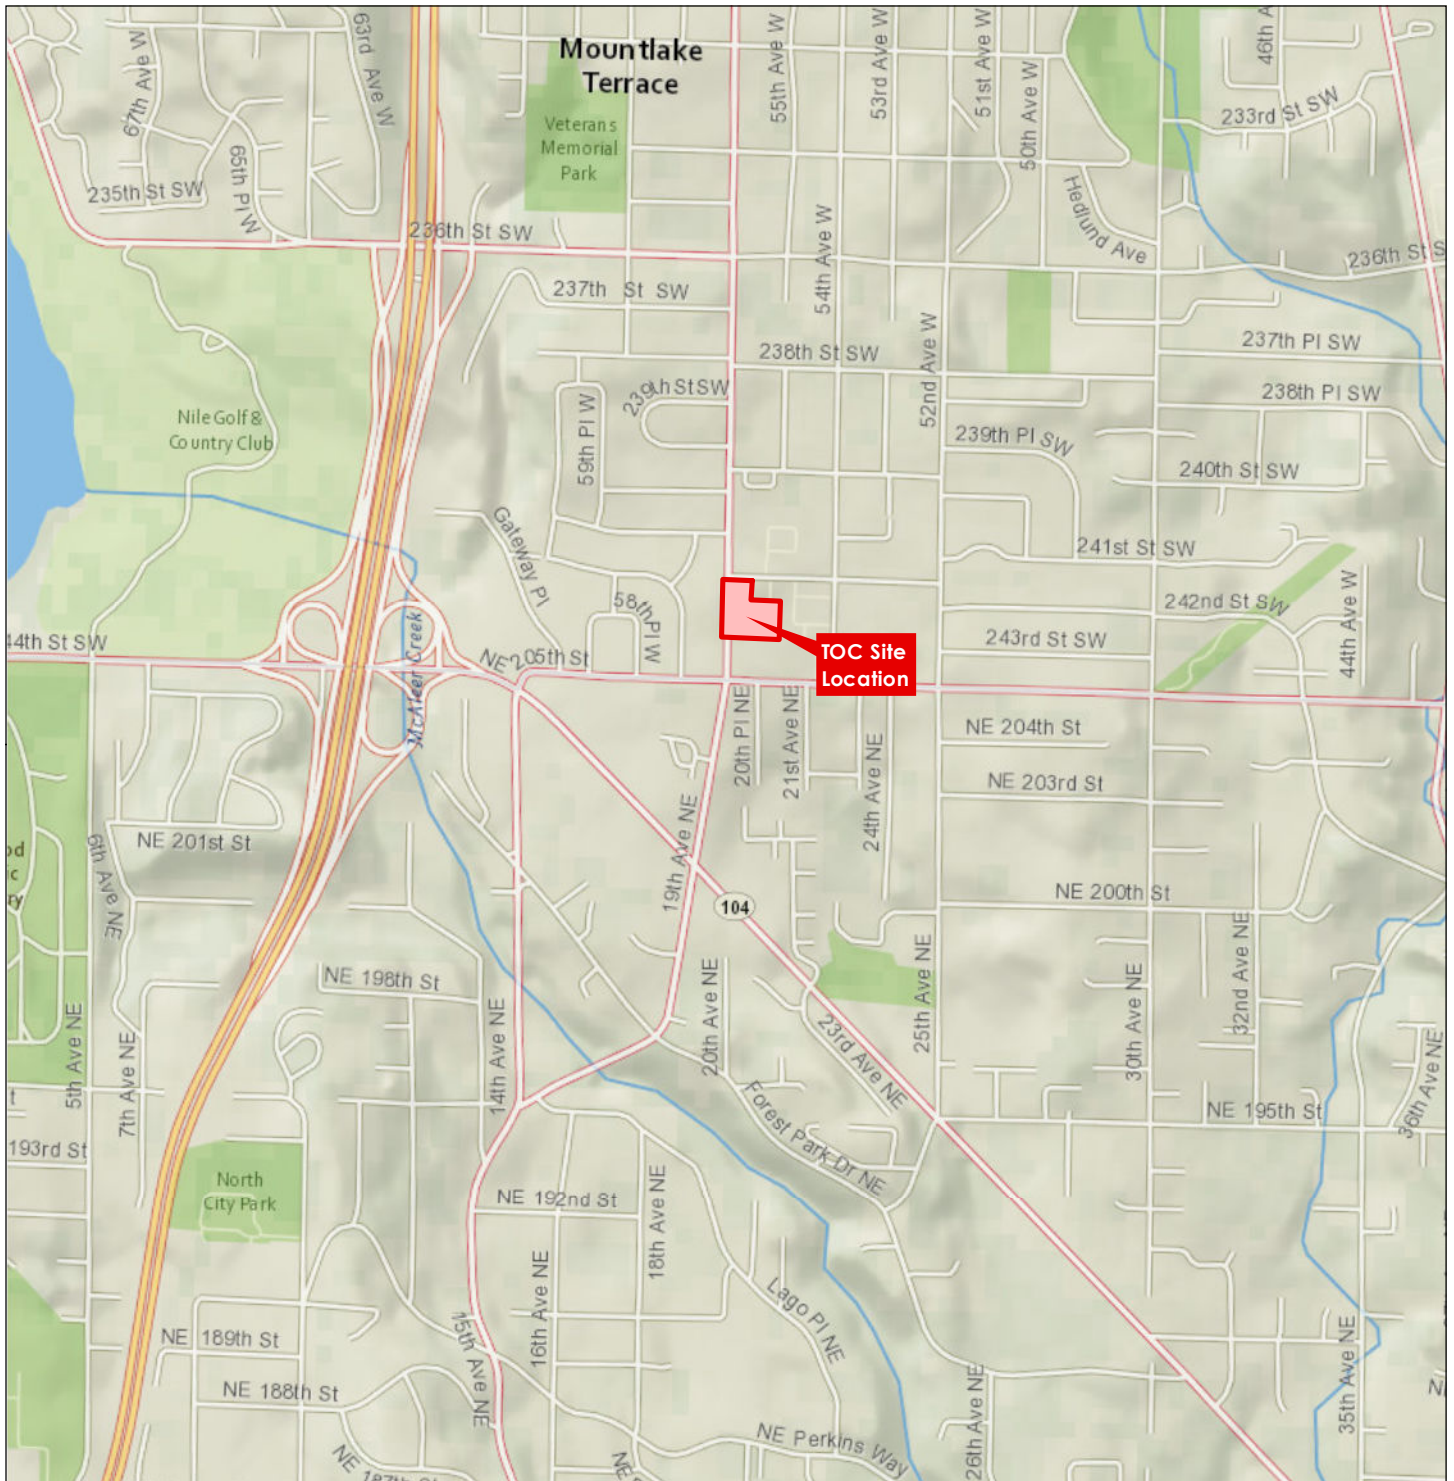 Mountlake
Terrace
Veterans
Memorial
Park
67th Ave W
63rd Ave W
65th Pl W
55th Ave W
53rd Ave W
51st Ave W
50th Ave W
46th A
233rd St SW
235th St SW
Hedlund Ave
236th St SW
236th St S
237th St SW
54th Ave W
52nd Ave W
237th Pl SW
238th St SW
238th Pl SW
239th St SW
59th Pl W
239th Pl SW
240th St SW
Nile Golf &
Country Club
Gateway Pl
241st St SW
58th Pl W
242nd St SW
243rd St SW
44th Ave W
44th St SW
McAleer Creek
NE 205th St
TOC Site
Location
20th Pl NE
21st Ave NE
24th Ave NE
NE 204th St
NE 203rd St
19th Ave NE
NE 201st St
6th Ave NE
od
ic
ry
104
NE 200th St
NE 198th St
14th Ave NE
20th Ave NE
23rd Ave NE
25th Ave NE
30th Ave NE
32nd Ave NE
36th Ave NE
5th Ave NE
7th Ave NE
t
193rd St
NE 195th St
Forest Park Dr NE
North
City Park
NE 192nd St
18th Ave NE
16th Ave NE
15th Ave NE
Lago Pl NE
NE 189th St
NE 188th St
NE 187th St
NE Perkins Way
26th Ave NE
35th Ave NE